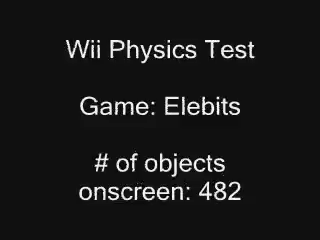 Wii Physics Test
Game: Elebits
# of objects
onscreen: 482